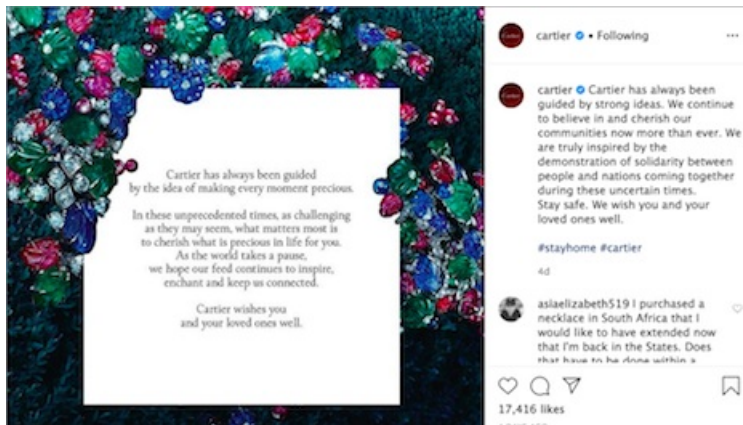 Cartier has always been guided
by the idea of making every moment precious.
In these unprecedented times, as challenging
as they may seem, what matters most is
to cherish what is precious in life for you.
As the world takes a pause,
we hope our feed continues to inspire,
enchant and keep us connected.
Cartier wishes you
and your loved ones well.
cartier • Following
cartier Cartier has always been
guided by strong ideas. We continue
to believe in and cherish our
communities now more than ever. We
are truly inspired by the
demonstration of solidarity between
people and nations coming together
during these uncertain times.
Stay safe. We wish you and your
loved ones well.
#stayhome #cartier
4d
asiaelizabeth519 I purchased a
necklace in South Africa that I
would like to have extended now
that I'm back in the States. Does
that have to be done within a
17,416 likes